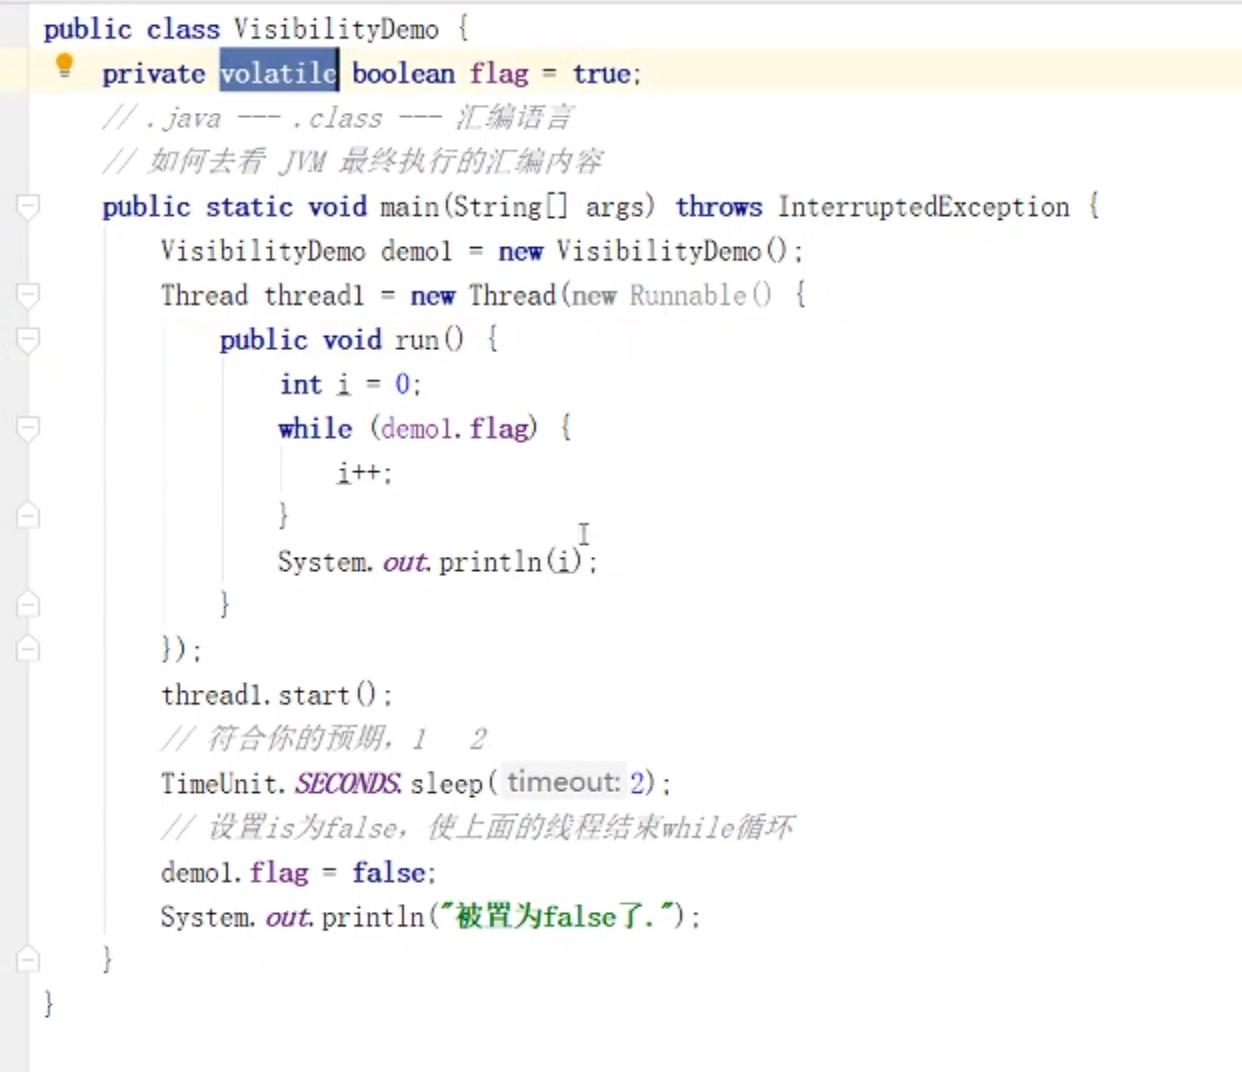 public class VisibilityDemo {
private volatile boolean flag = true;
// .java --- .class --- 汇编语言
// 如何去看 JVM 最终执行的汇编内容
public static void main(String[] args) throws InterruptedException {
VisibilityDemo demo1 = new VisibilityDemo();
Thread thread1 = new Thread(new Runnable() {
public void run() {
int i = 0;
while (demo1.flag) {
i++;
}
System.out.println(i);
}
});
thread1.start();
// 符合你的预期，1 2
TimeUnit.SECONDS.sleep( timeout: 2);
// 设置is为false，使上面的线程结束while循环
demo1.flag = false;
System.out.println("被置为false了.");
}
}